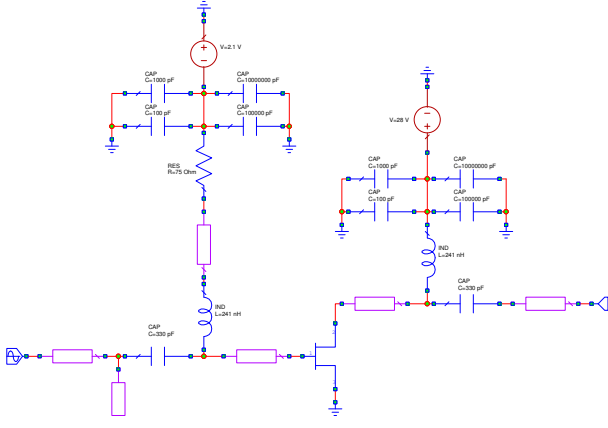 V=2.1 V
CAP
C=1000 pF
CAP
C=10000000 pF
CAP
C=100 pF
CAP
C=100000 pF
RES
R=75 Ohm
IND
L=241 nH
CAP
C=330 pF
V=28 V
CAP
C=1000 pF
CAP
C=10000000 pF
CAP
C=100 pF
CAP
C=100000 pF
IND
L=241 nH
CAP
C=330 pF